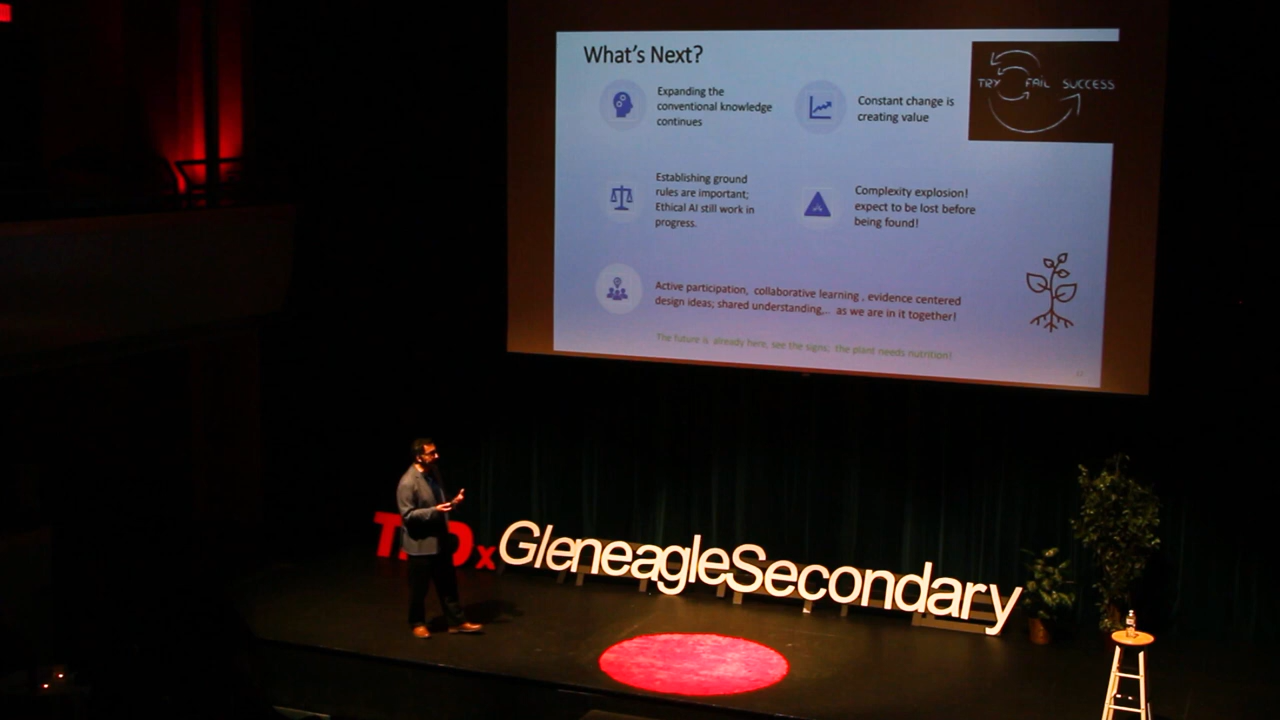 What's Next?
Expanding the
conventional knowledge
continues
Constant change is
creating value
TRY FAIL SUCCESS
Establishing ground
rules are important;
Ethical AI still work in
progress.
Complexity explosion!
expect to be lost before
being found!
Active participation, collaborative learning , evidence centered
design ideas; shared understanding,.. as we are in it together!
The future is already here, see the signs; the plant needs nutrition!
TEDx GleneagleSecondary